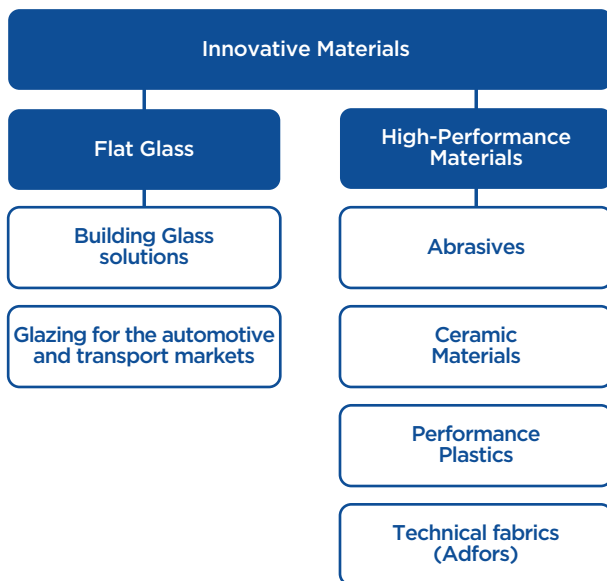 Innovative Materials
Flat Glass
Building Glass
solutions
Glazing for the automotive
and transport markets
High-Performance
Materials
Abrasives
Ceramic
Materials
Performance
Plastics
Technical fabrics
(Adfors)